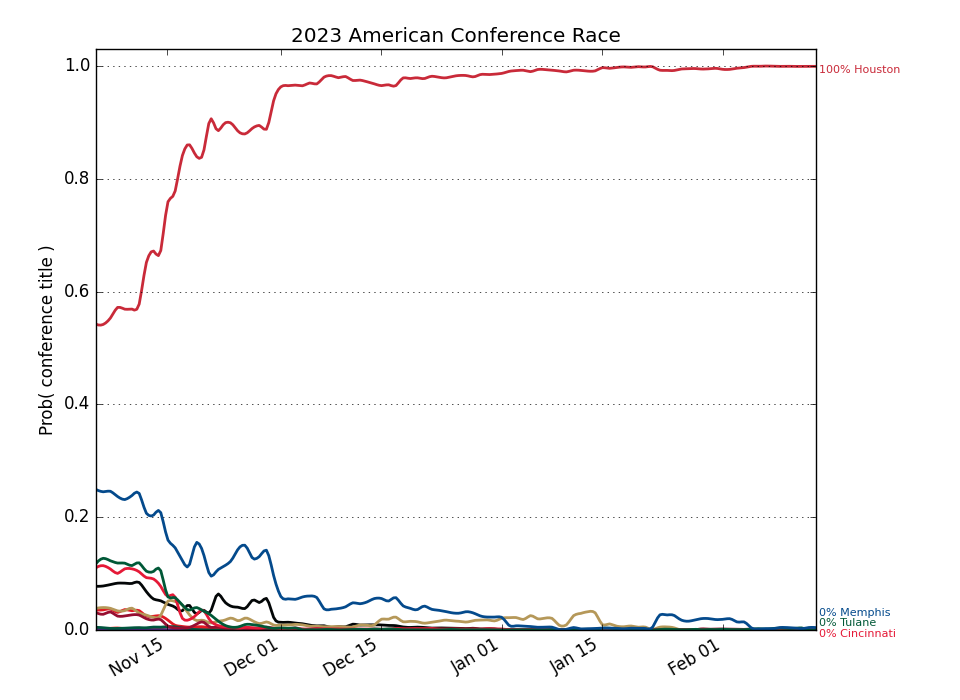 2023 American Conference Race
Prob( conference title )
1.0
0.8
0.6
0.4
0.2
0.0
Nov 15
Dec 01
Dec 15
Jan 01
Jan 15
Feb 01
100% Houston
0% Memphis
0% Tulane
0% Cincinnati